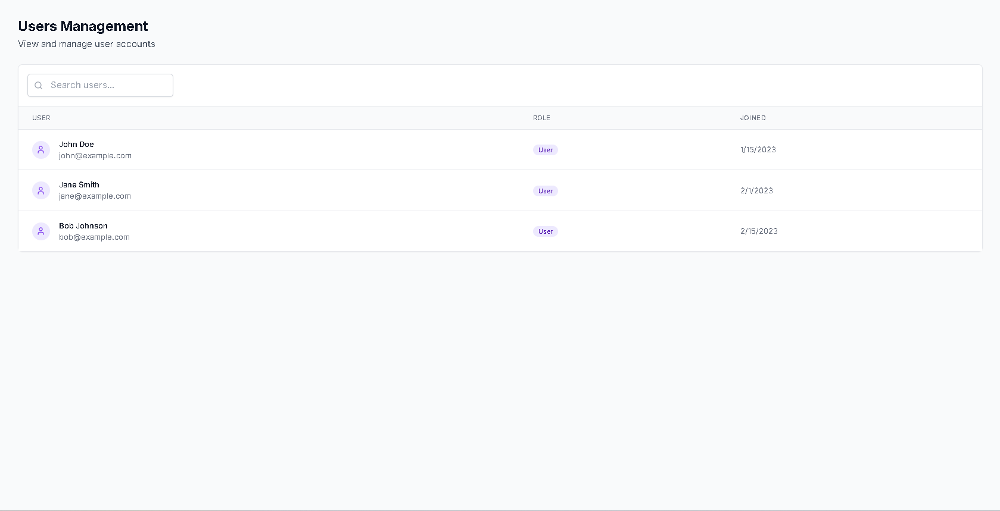 Users Management
View and manage user accounts
Search users...
USER ROLE JOINED
John Doe
john@example.com
User
1/15/2023
Jane Smith
jane@example.com
User
2/1/2023
Bob Johnson
bob@example.com
User
2/15/2023